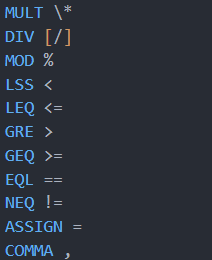 MULT \*
DIV [/]
MOD %
LSS <
LEQ <=
GRE >
GEQ >=
EQL ==
NEQ !=
ASSIGN =
COMMA ,